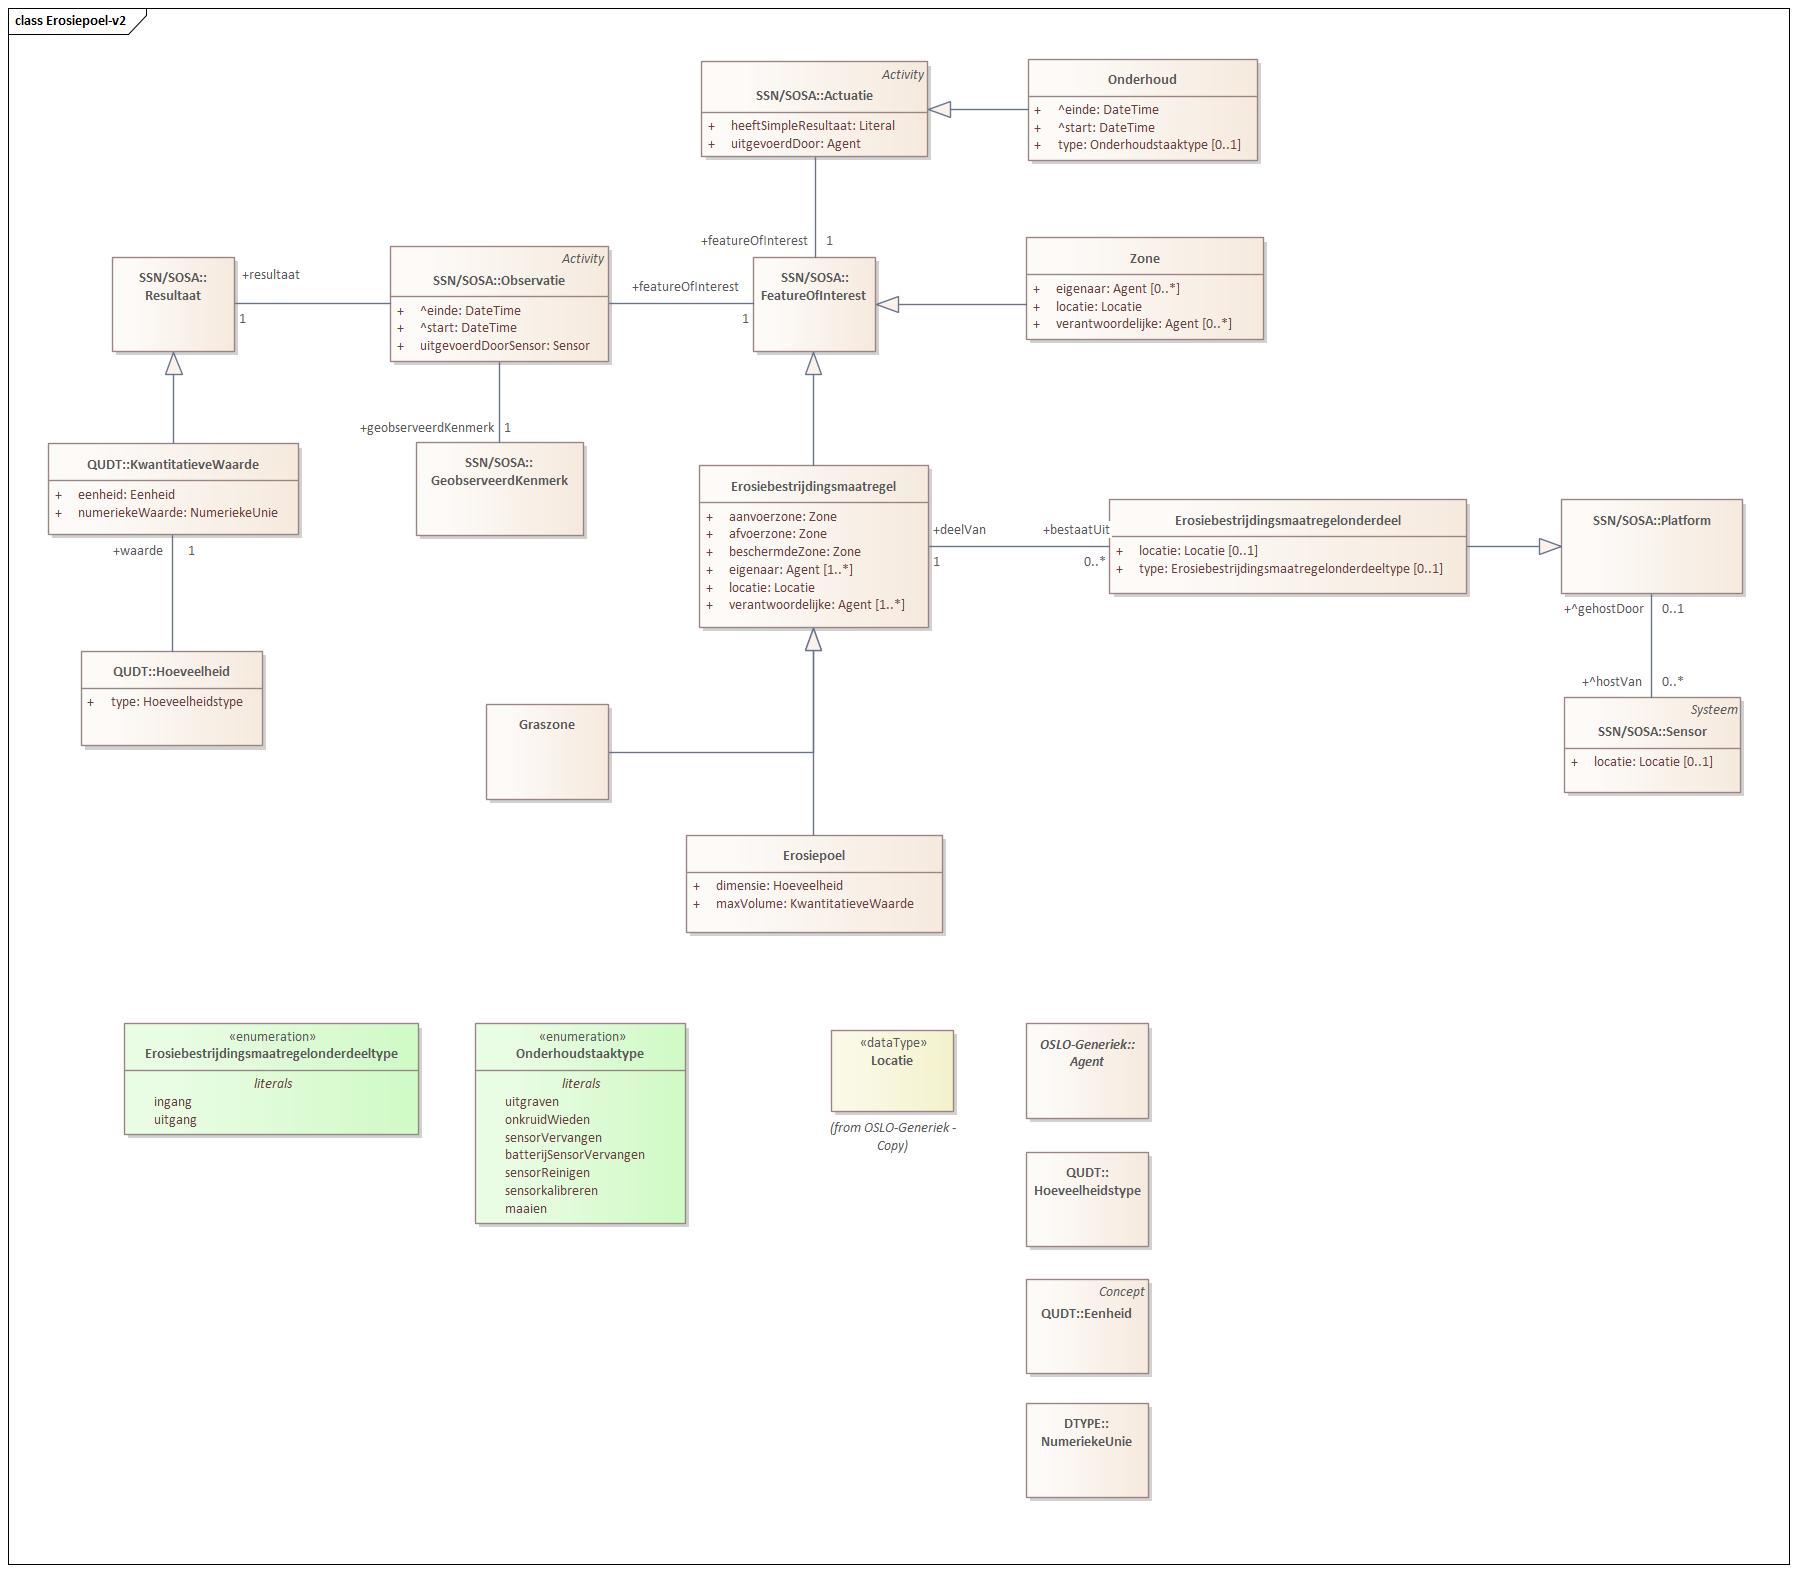 class Erosiepoel-v2
Activity
SSN/SOSA::Actuatie
+ heeftSimpleResultaat: Literal
+ uitgevoerdDoor: Agent
Onderhoud
+ ^einde: DateTime
+ ^start: DateTime
+ type: Onderhoudstaaktype [0..1]
+featureOfInterest
1
SSN/SOSA::
Resultaat
+resultaat
1
Activity
SSN/SOSA::Observatie
+ ^einde: DateTime
+ ^start: DateTime
+ uitgevoerdDoorSensor: Sensor
+featureOfInterest
1
SSN/SOSA::
FeatureOfInterest
Zone
+ eigenaar: Agent [0..*]
+ locatie: Locatie
+ verantwoordelijke: Agent [0..*]
+geobserveerdKenmerk
1
SSN/SOSA::
GeobserveerdKenmerk
QUDT::KwantitatieveWaarde
+ eenheid: Eenheid
+ numeriekeWaarde: NumeriekeUnie
+waarde
1
QUDT::Hoeveelheid
+ type: Hoeveelheidstype
Erosiebestrijdingsmaatregel
+ aanvoerzone: Zone
+ afvoerzone: Zone
+ beschermdeZone: Zone
+ eigenaar: Agent [1..*]
+ locatie: Locatie
+ verantwoordelijke: Agent [1..*]
+deelVan
1
+bestaatUit
0..*
Erosiebestrijdingsmaatregelonderdeel
+ locatie: Locatie [0..1]
+ type: Erosiebestrijdingsmaatregelonderdeeltype [0..1]
SSN/SOSA::Platform
+^gehostDoor
0..1
+^hostVan
0..*
Systeem
SSN/SOSA::Sensor
+ locatie: Locatie [0..1]
Graszone
Erosiepoel
+ dimensie: Hoeveelheid
+ maxVolume: KwantitatieveWaarde
«enumeration»
Erosiebestrijdingsmaatregelonderdeeltype
literals
ingang
uitgang
«enumeration»
Onderhoudstaaktype
literals
uitgraven
onkruidWieden
sensorVervangen
batterijSensorVervangen
sensorReinigen
sensorkalibreren
maaien
«dataType»
Locatie
(from OSLO-Generiek -
Copy)
OSLO-Generiek::
Agent
QUDT::
Hoeveelheidstype
Concept
QUDT::Eenheid
DTYPE::
NumeriekeUnie